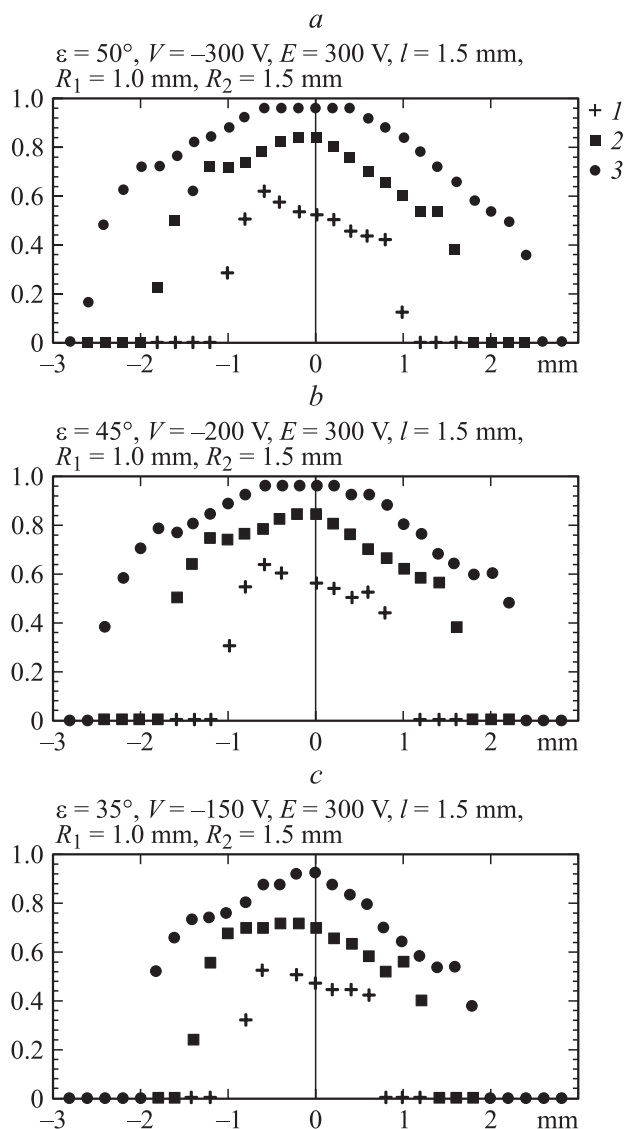 a
ε = 50°, V = –300 V, E = 300 V, l = 1.5 mm,
R1 = 1.0 mm, R2 = 1.5 mm
1.0
0.8
0.6
0.4
0.2
0
–3 –2 –1 0 1 2 mm
1
2
3
b
ε = 45°, V = –200 V, E = 300 V, l = 1.5 mm,
R1 = 1.0 mm, R2 = 1.5 mm
1.0
0.8
0.6
0.4
0.2
0
–3 –2 –1 0 1 2 mm
c
ε = 35°, V = –150 V, E = 300 V, l = 1.5 mm,
R1 = 1.0 mm, R2 = 1.5 mm
1.0
0.8
0.6
0.4
0.2
0
–3 –2 –1 0 1 2 mm